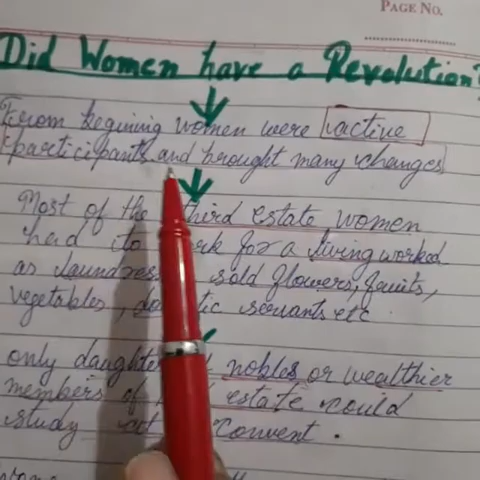 PAGE No.
Did Women have a Revolution?
From begining women were active
participants and brought many changes
Most of the third estate women
had to work for a living worked
as laundresses sold flowers, fruits,
vegetables, domestic servants etc
only daughters nobles or wealthier
members of estate could
study at convent.